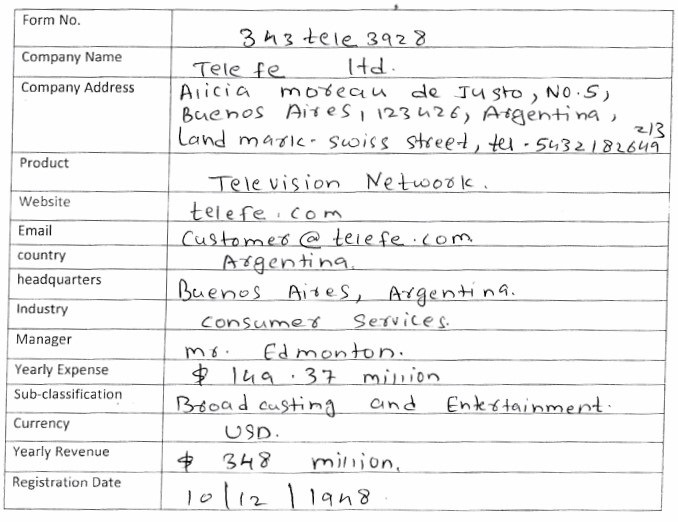 Form No. 343 tele 3928
Company Name Telefe ltd.
Company Address Alicia moreau de Justo, NO.5,
Buenos Aires, 123426, Argentina,
Land mark- swiss street, tel - 5432182649
213
Product Television Network.
Website telefe.com
Email Customer@telefe.com
country Argentina.
headquarters Buenos Aires, Argentina.
Industry consumer Services.
Manager mr. Edmonton.
Yearly Expense $ 149.37 million
Sub-classification Broadcasting and Entertainment.
Currency USD.
Yearly Revenue $ 348 million.
Registration Date 10/12/1948.